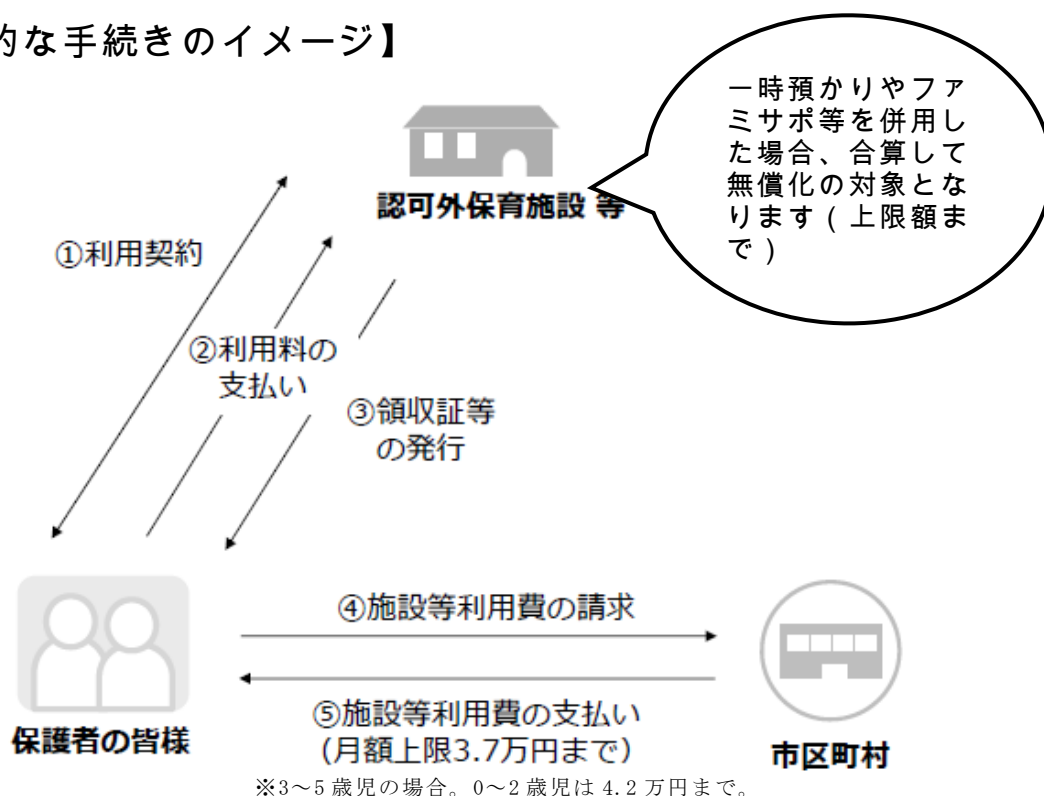 的な手続きのイメージ】
一時預かりやファ
ミサポ等を併用し
た場合、合算して
無償化の対象とな
ります(上限額ま
で)
認可外保育施設 等
①利用契約
②利用料の
支払い
③領収証等
の発行
④施設等利用費の請求
⑤施設等利用費の支払い
(月額上限3.7万円まで)
保護者の皆様
市区町村
※3～5歳児の場合。0～2歳児は4.2万円まで。